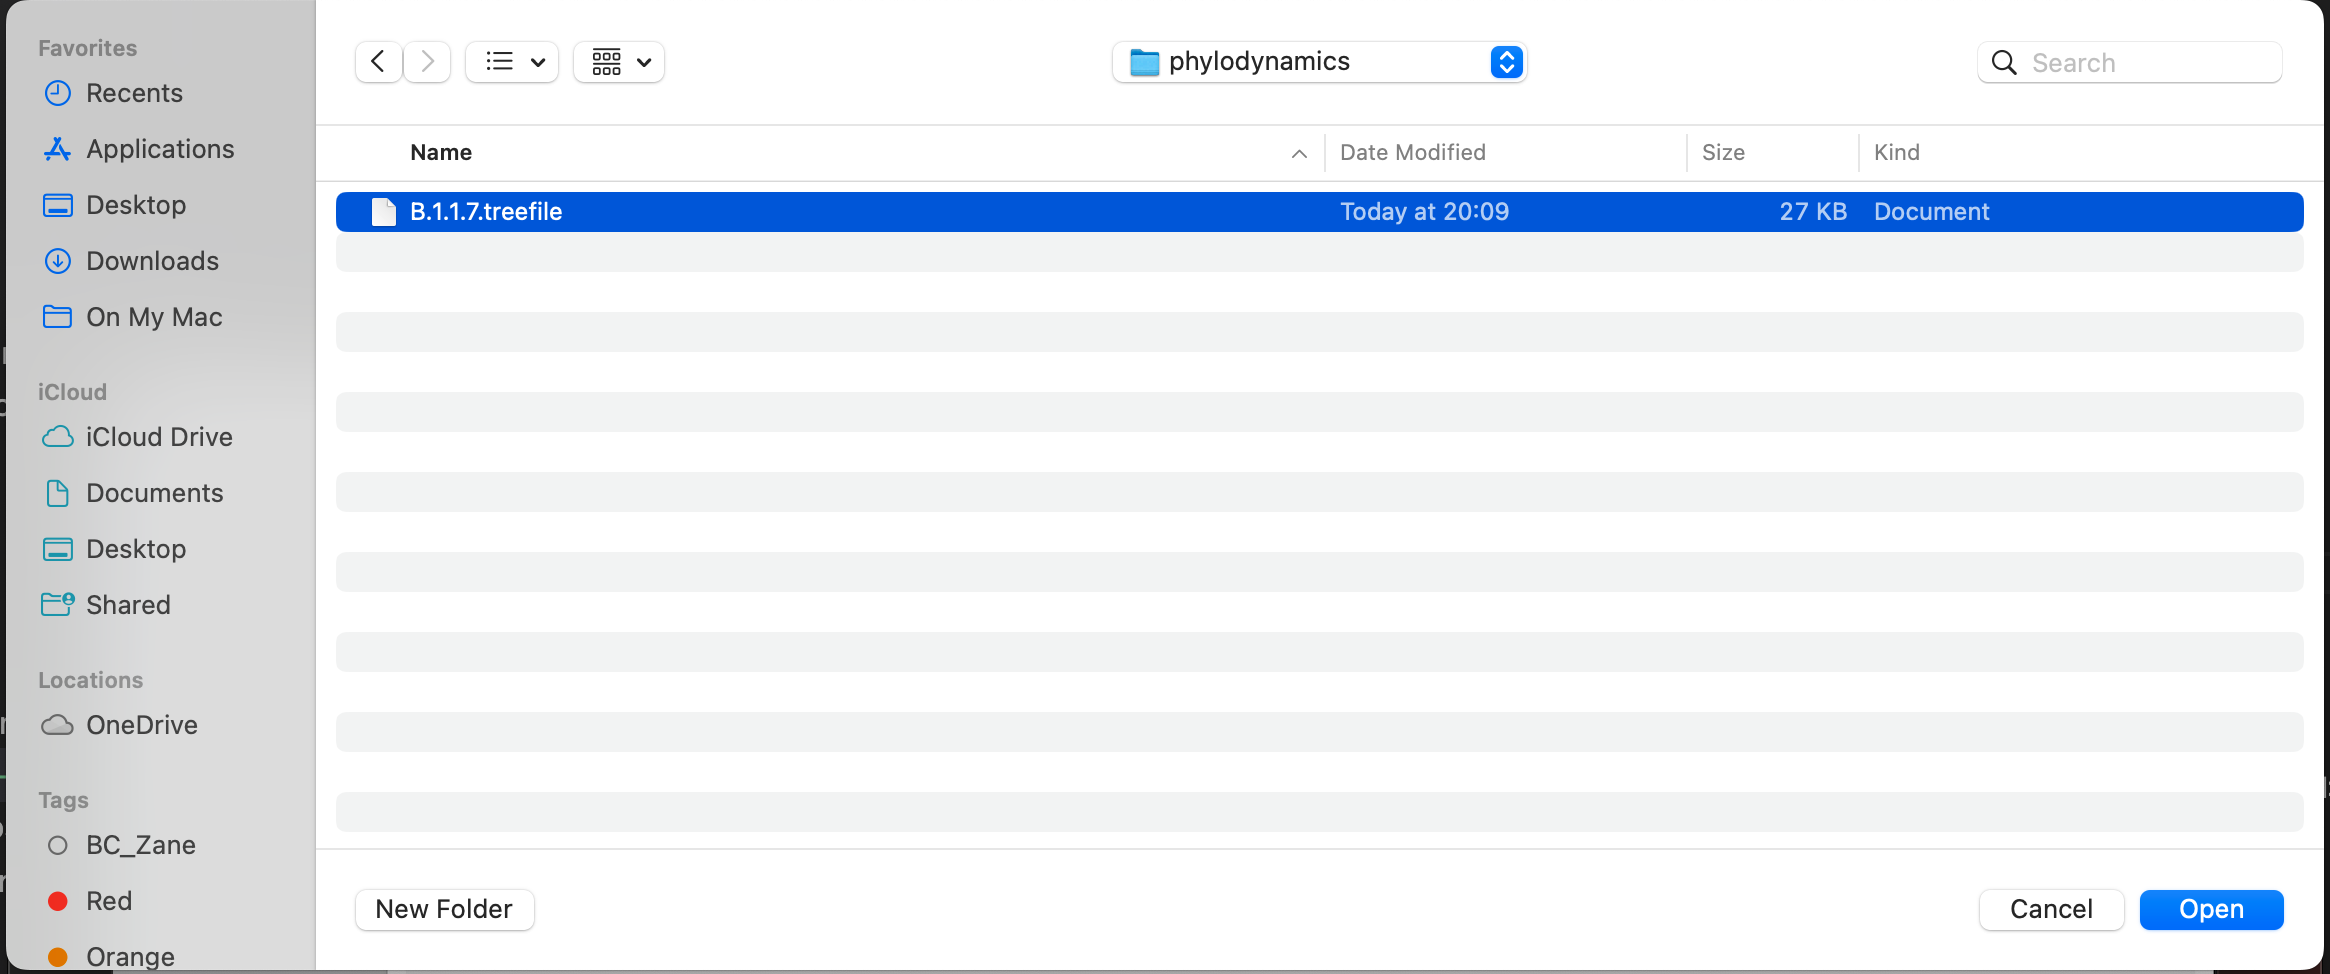 Favorites
Recents
Applications
Desktop
Downloads
On My Mac
iCloud
iCloud Drive
Documents
Desktop
Shared
Locations
OneDrive
Tags
BC_Zane
Red
Orange
phylodynamics
Search
Name Date Modified Size Kind
B.1.1.7.treefile Today at 20:09 27 KB Document
New Folder Cancel Open